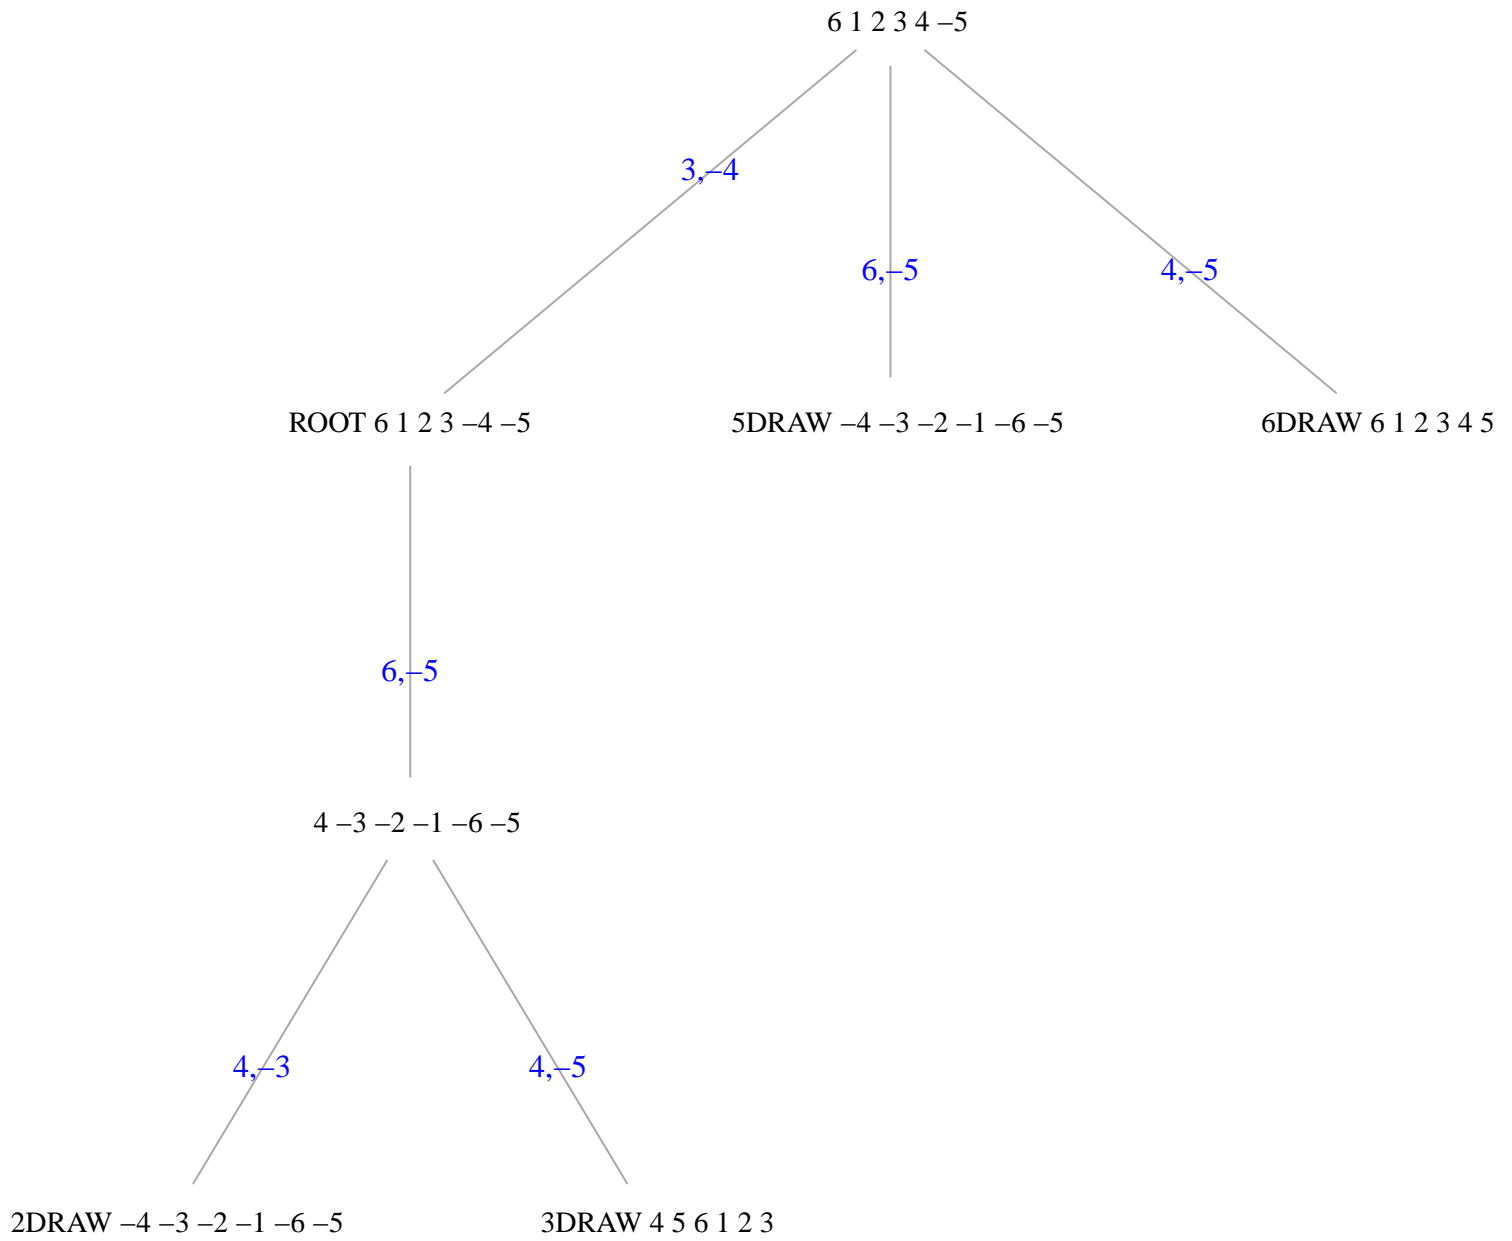 6 1 2 3 4 –5
3,–4
6,–5
4,–5
ROOT 6 1 2 3 –4 –5
5DRAW –4 –3 –2 –1 –6 –5
6DRAW 6 1 2 3 4 5
6,–5
4 –3 –2 –1 –6 –5
4,–3
4,–5
2DRAW –4 –3 –2 –1 –6 –5
3DRAW 4 5 6 1 2 3